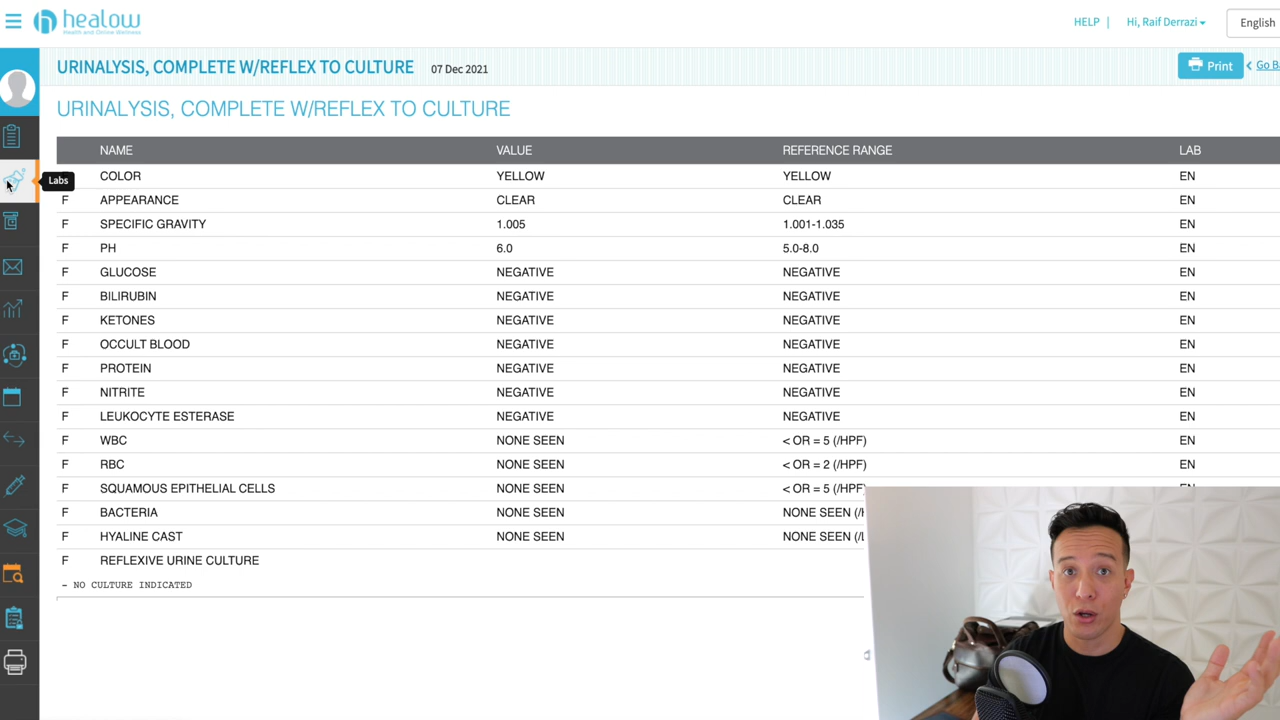 healow
Health and Online Wellness
HELP | Hi, Raif Derrazi
English
URINALYSIS, COMPLETE W/REFLEX TO CULTURE 07 Dec 2021
Print
Go B
URINALYSIS, COMPLETE W/REFLEX TO CULTURE
NAME VALUE REFERENCE RANGE LAB
COLOR YELLOW YELLOW EN
Labs
F APPEARANCE CLEAR CLEAR EN
F SPECIFIC GRAVITY 1.005 1.001-1.035 EN
F PH 6.0 5.0-8.0 EN
F GLUCOSE NEGATIVE NEGATIVE EN
F BILIRUBIN NEGATIVE NEGATIVE EN
F KETONES NEGATIVE NEGATIVE EN
F OCCULT BLOOD NEGATIVE NEGATIVE EN
F PROTEIN NEGATIVE NEGATIVE EN
F NITRITE NEGATIVE NEGATIVE EN
F LEUKOCYTE ESTERASE NEGATIVE NEGATIVE EN
F WBC NONE SEEN < OR = 5 (/HPF) EN
F RBC NONE SEEN < OR = 2 (/HPF) EN
F SQUAMOUS EPITHELIAL CELLS NONE SEEN < OR = 5 (/HPF) EN
F BACTERIA NONE SEEN NONE SEEN
F HYALINE CAST NONE SEEN NONE SEEN
F REFLEXIVE URINE CULTURE
- NO CULTURE INDICATED